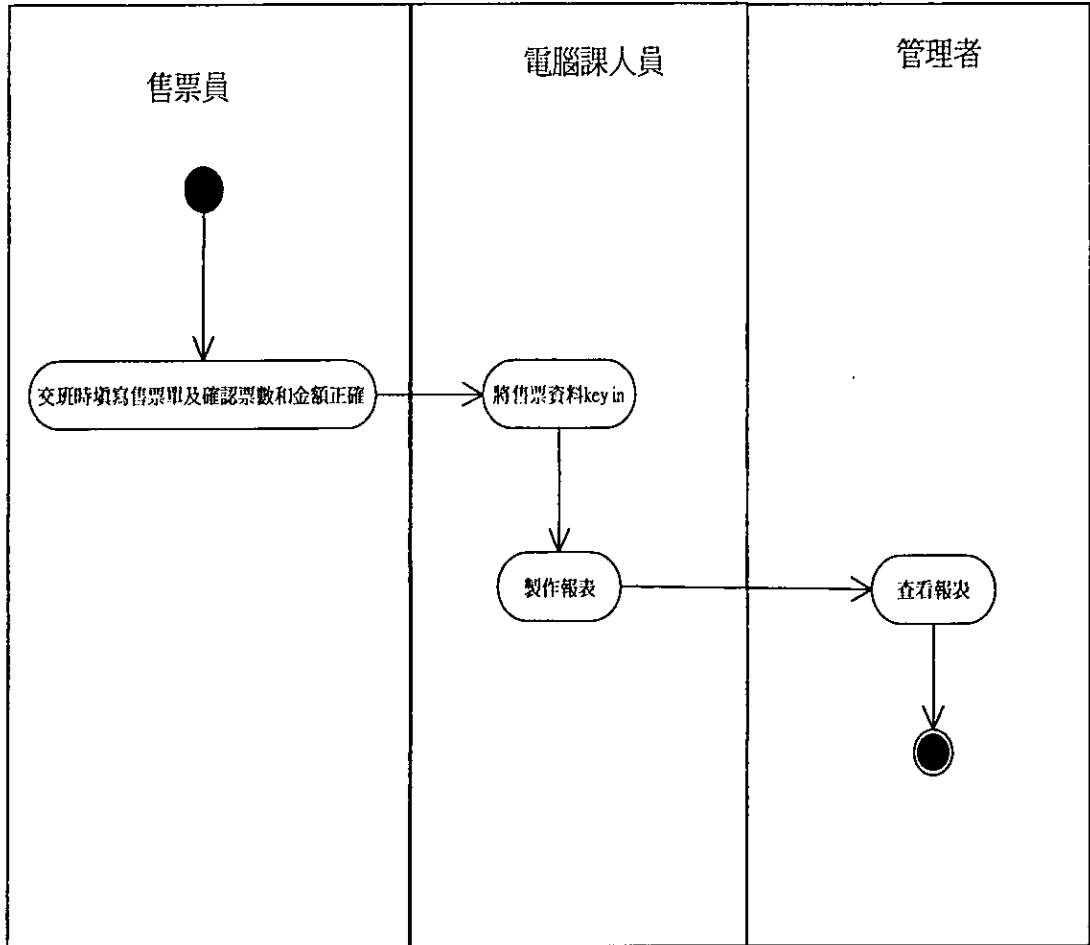 售票員
電腦課人員
管理者
交班時填寫售票單及確認票數和金額正確
將售票資料key in
製作報表
查看報表